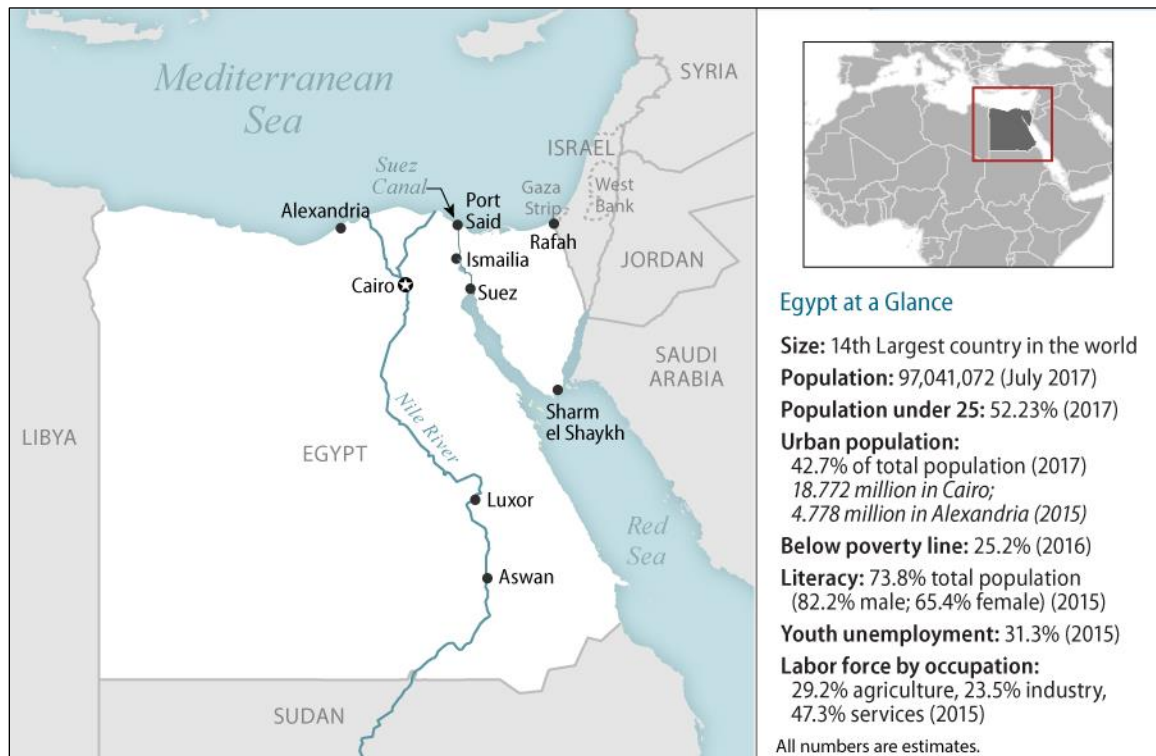 Mediterranean
Sea
SYRIA
ISRAEL
Suez
Canal
Port
Said
Gaza
Strip
West
Bank
Alexandria
Rafah
Ismailia
JORDAN
Cairo
Suez
SAUDI
ARABIA
Sharm
el Shaykh
Nile River
LIBYA
EGYPT
Luxor
Red
Sea
Aswan
SUDAN
Egypt at a Glance
Size: 14th Largest country in the world
Population: 97,041,072 (July 2017)
Population under 25: 52.23% (2017)
Urban population:
42.7% of total population (2017)
18.772 million in Cairo;
4.778 million in Alexandria (2015)
Below poverty line: 25.2% (2016)
Literacy: 73.8% total population
(82.2% male; 65.4% female) (2015)
Youth unemployment: 31.3% (2015)
Labor force by occupation:
29.2% agriculture, 23.5% industry,
47.3% services (2015)
All numbers are estimates.